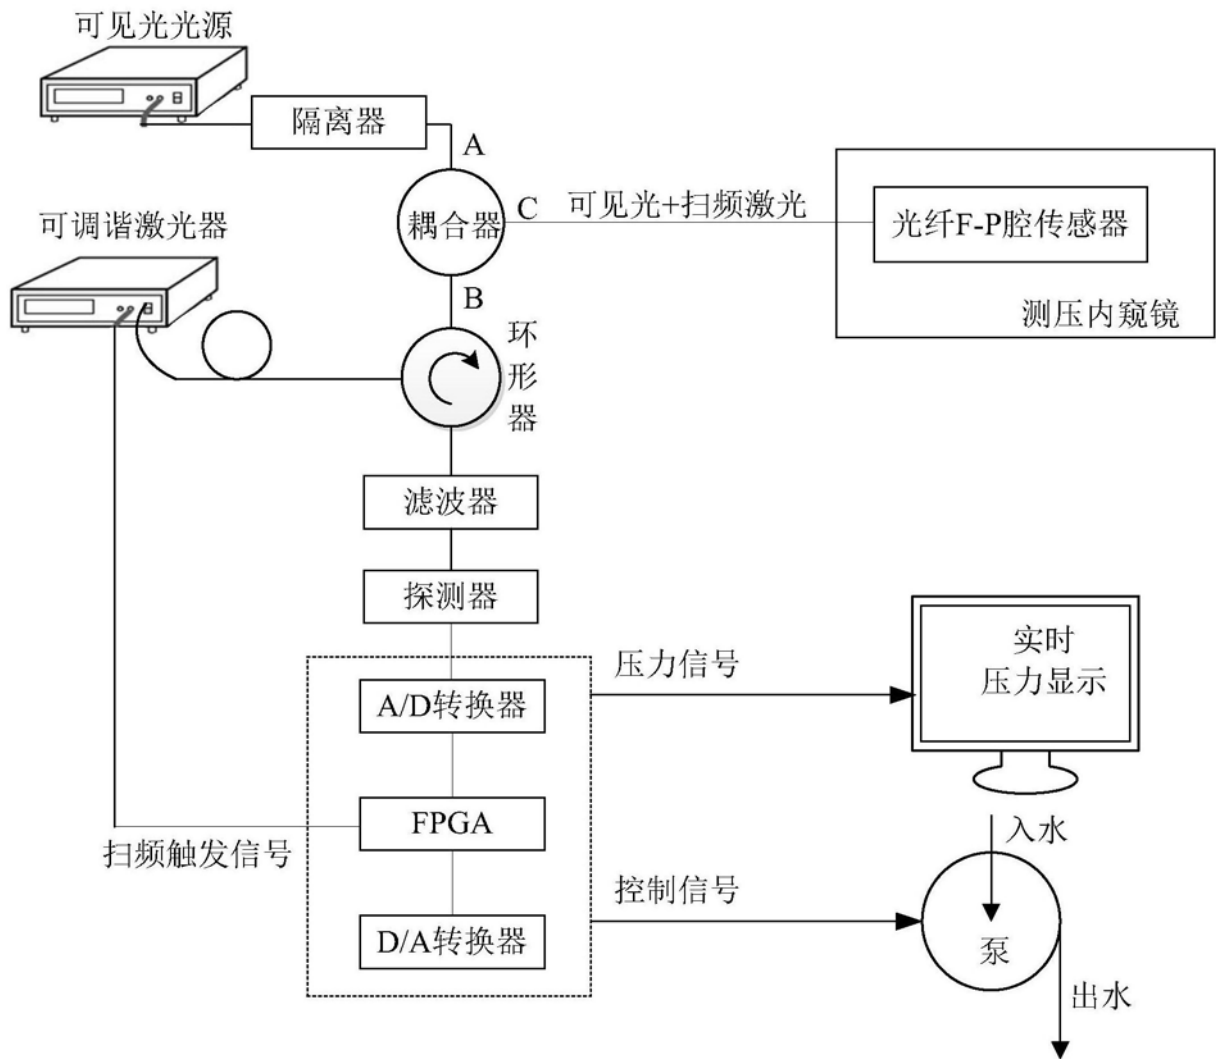 可见光光源
隔离器
A
耦合器
C
可见光+扫频激光
光纤F-P腔传感器
测压内窥镜
可调谐激光器
B
环
形
器
滤波器
探测器
A/D转换器
FPGA
D/A转换器
扫频触发信号
压力信号
实时
压力显示
控制信号
入水
泵
出水